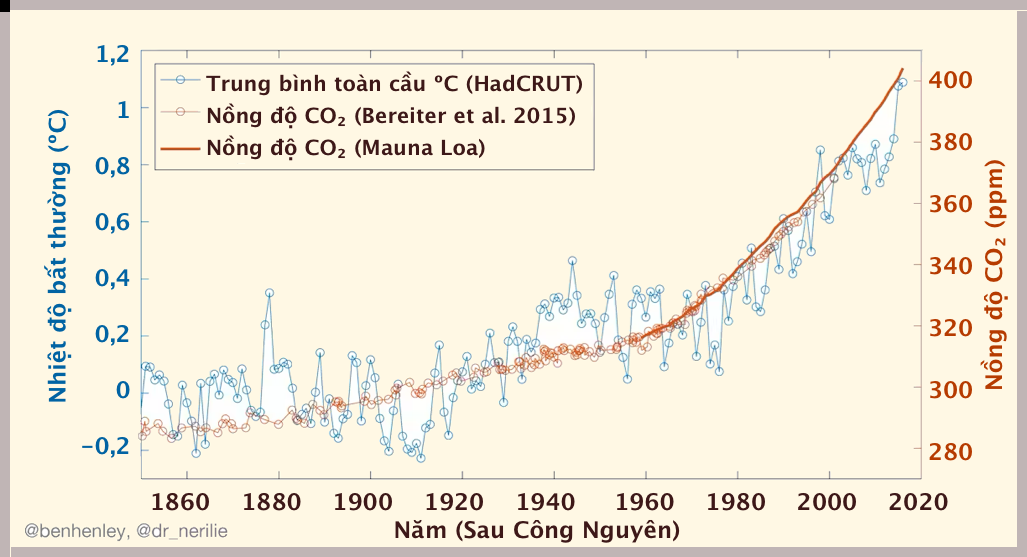 1,2
1
0,8
0,6
0,4
0,2
0
−0,2
Nhiệt độ bất thường (ºC)
Trung bình toàn cầu ºC (HadCRUT)
Nồng độ CO₂ (Bereiter et al. 2015)
Nồng độ CO₂ (Mauna Loa)
400
380
360
340
320
300
280
Nồng độ CO₂ (ppm)
1860 1880 1900 1920 1940 1960 1980 2000 2020
Năm (Sau Công Nguyên)
@benhenley, @dr_nerilie